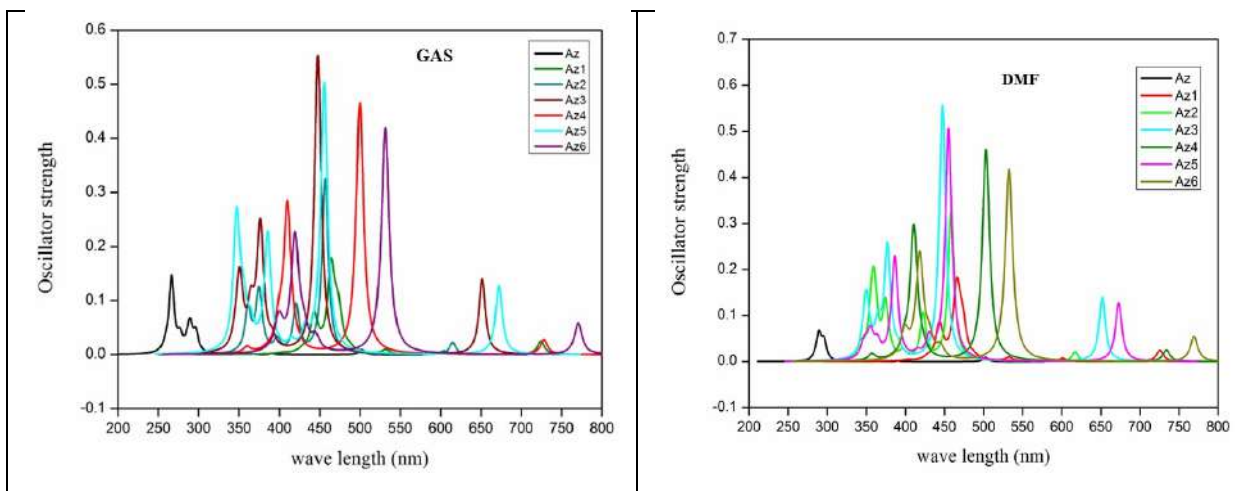 GAS
Az
Az1
Az2
Az3
Az4
Az5
Az6
0.6
0.5
0.4
0.3
0.2
0.1
0.0
-0.1
Oscillator strength
200 250 300 350 400 450 500 550 600 650 700 750 800
wave length (nm)
DMF
Az
Az1
Az2
Az3
Az4
Az5
Az6
0.7
0.6
0.5
0.4
0.3
0.2
0.1
0.0
-0.1
Oscillator strength
200 250 300 350 400 450 500 550 600 650 700 750 800
wave length (nm)